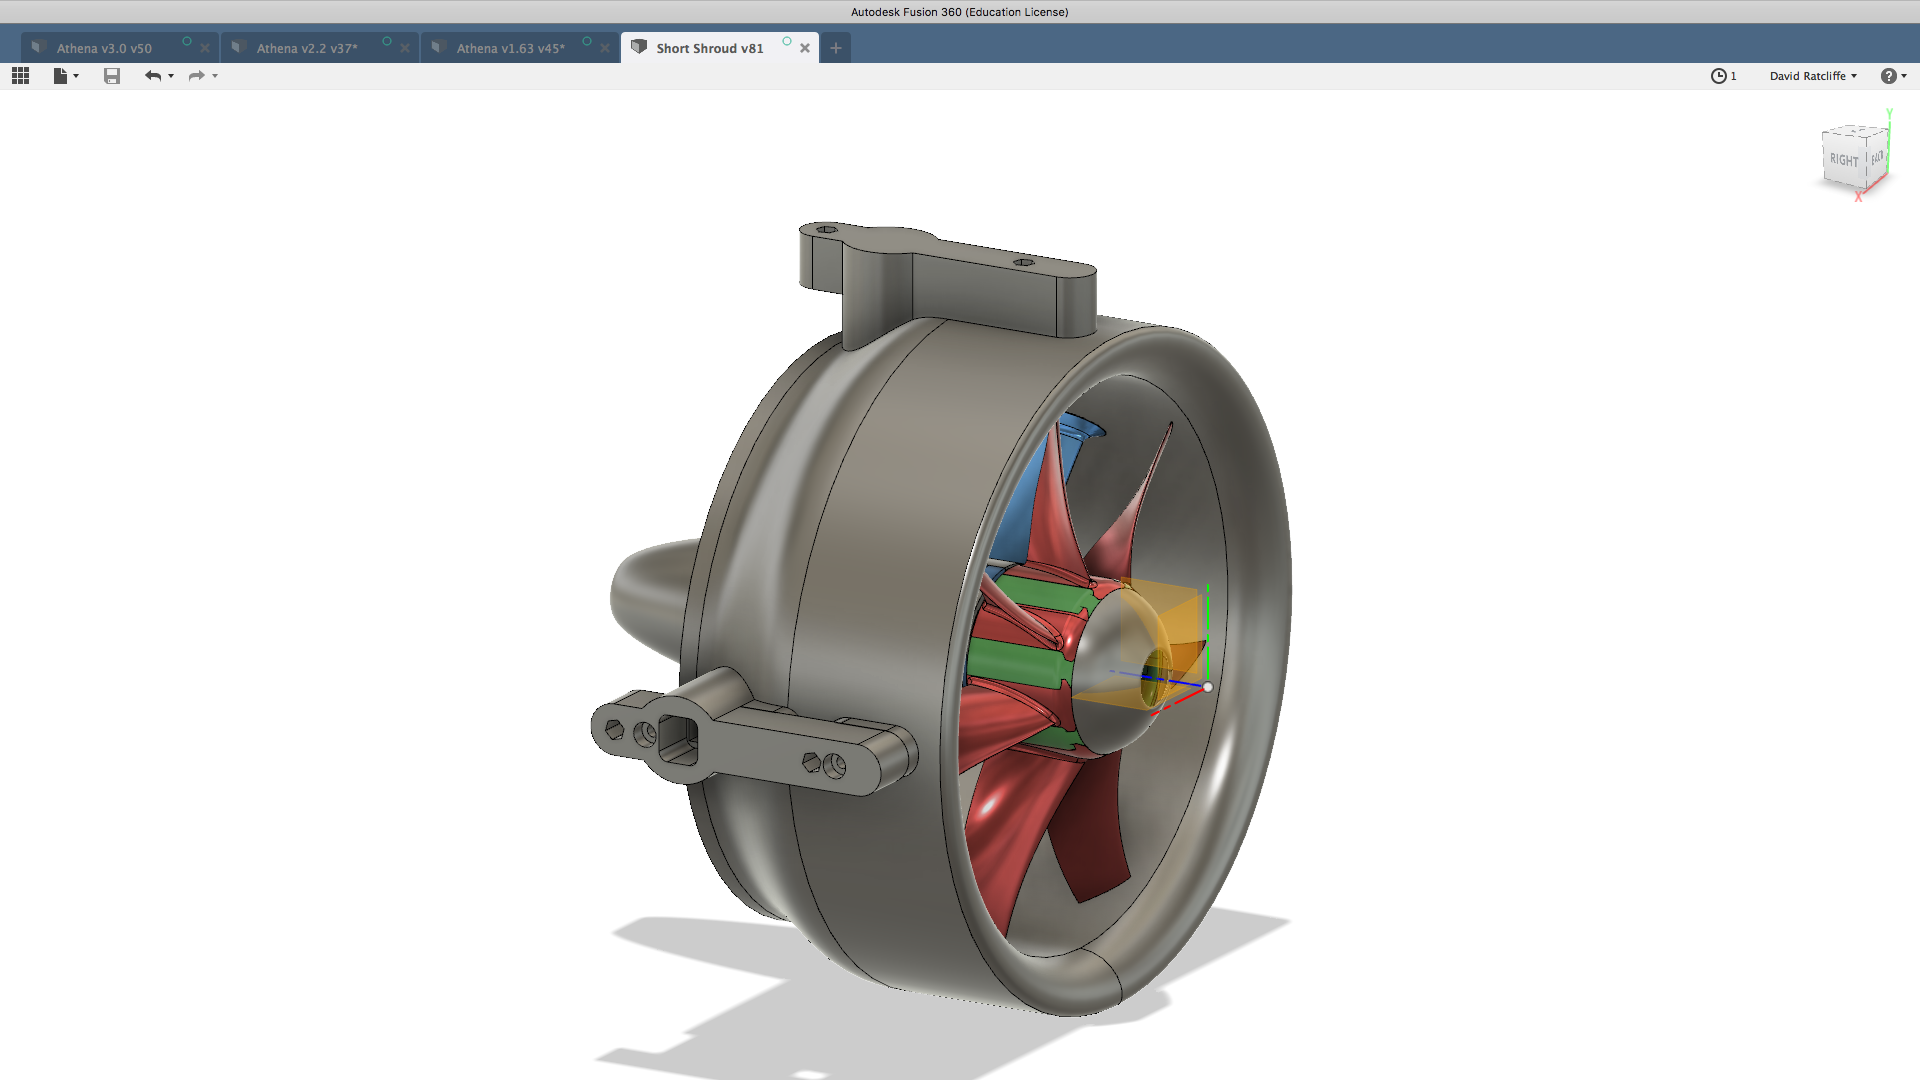 Autodesk Fusion 360 (Education License)
Athena v3.0 v50
Athena v2.2 v37*
Athena v1.63 v45*
Short Shroud v81
1
David Ratcliffe
?
Y
RIGHT
BACK
X